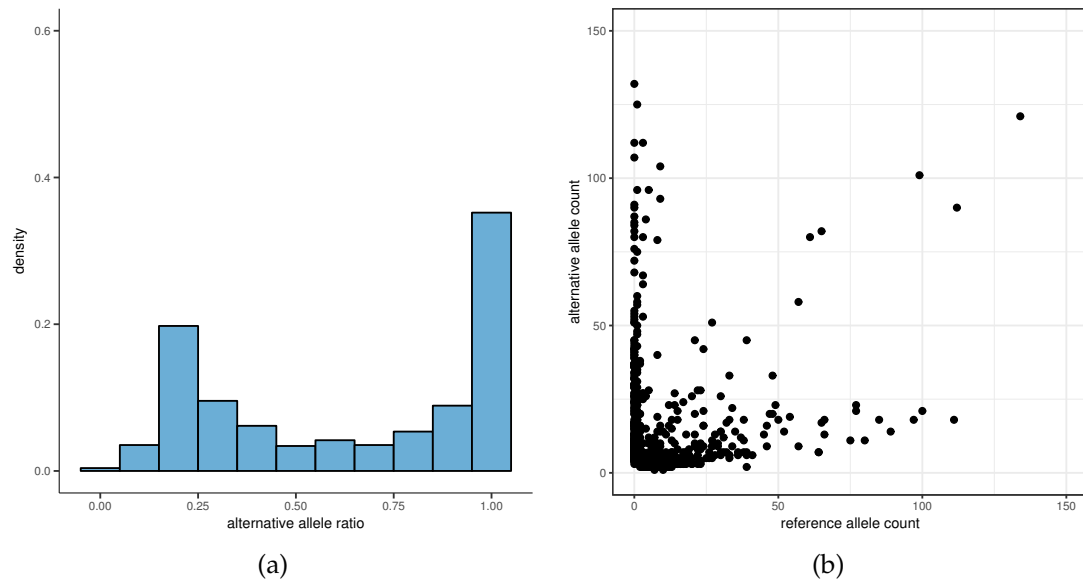 0.6
0.4
0.2
0.0
density
0.00
0.25
0.50
0.75
1.00
alternative allele ratio
(a)
150
100
50
0
alternative allele count
0
50
100
150
reference allele count
(b)